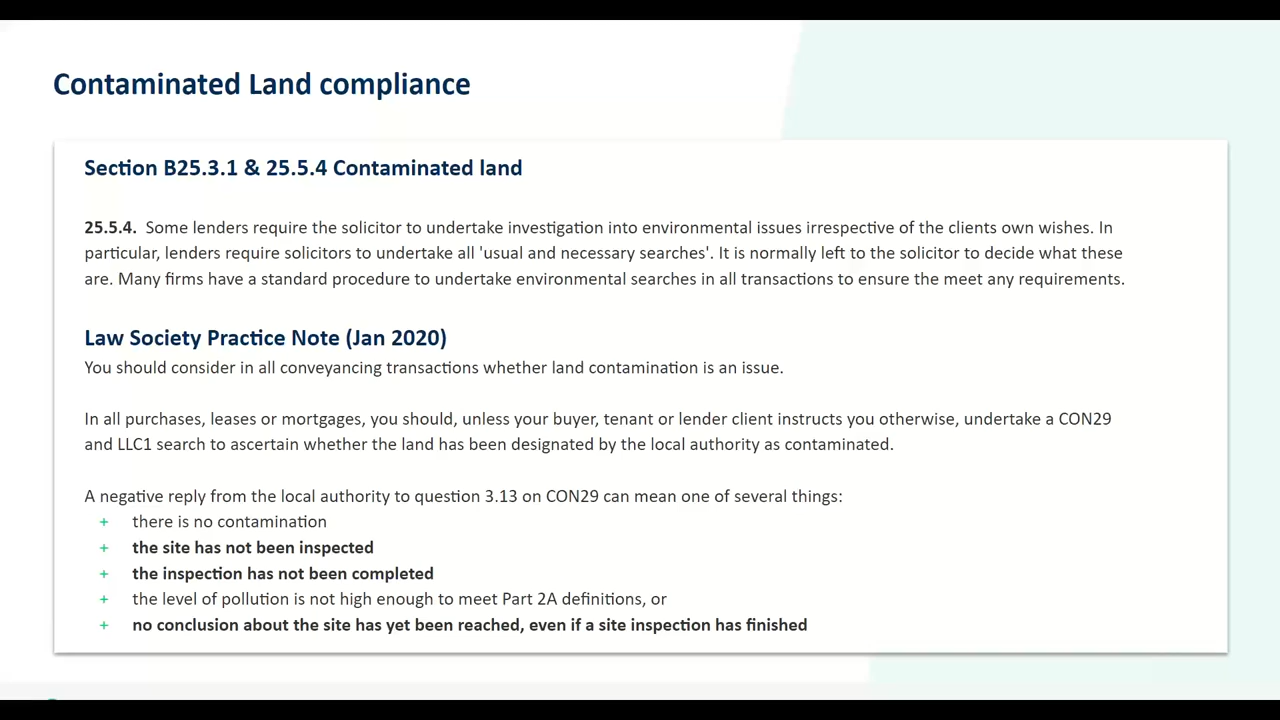 Contaminated Land compliance
Section B25.3.1 & 25.5.4 Contaminated land
25.5.4. Some lenders require the solicitor to undertake investigation into environmental issues irrespective of the clients own wishes. In
particular, lenders require solicitors to undertake all 'usual and necessary searches'. It is normally left to the solicitor to decide what these
are. Many firms have a standard procedure to undertake environmental searches in all transactions to ensure the meet any requirements.
Law Society Practice Note (Jan 2020)
You should consider in all conveyancing transactions whether land contamination is an issue.
In all purchases, leases or mortgages, you should, unless your buyer, tenant or lender client instructs you otherwise, undertake a CON29
and LLC1 search to ascertain whether the land has been designated by the local authority as contaminated.
A negative reply from the local authority to question 3.13 on CON29 can mean one of several things:
+ there is no contamination
+ the site has not been inspected
+ the inspection has not been completed
+ the level of pollution is not high enough to meet Part 2A definitions, or
+ no conclusion about the site has yet been reached, even if a site inspection has finished